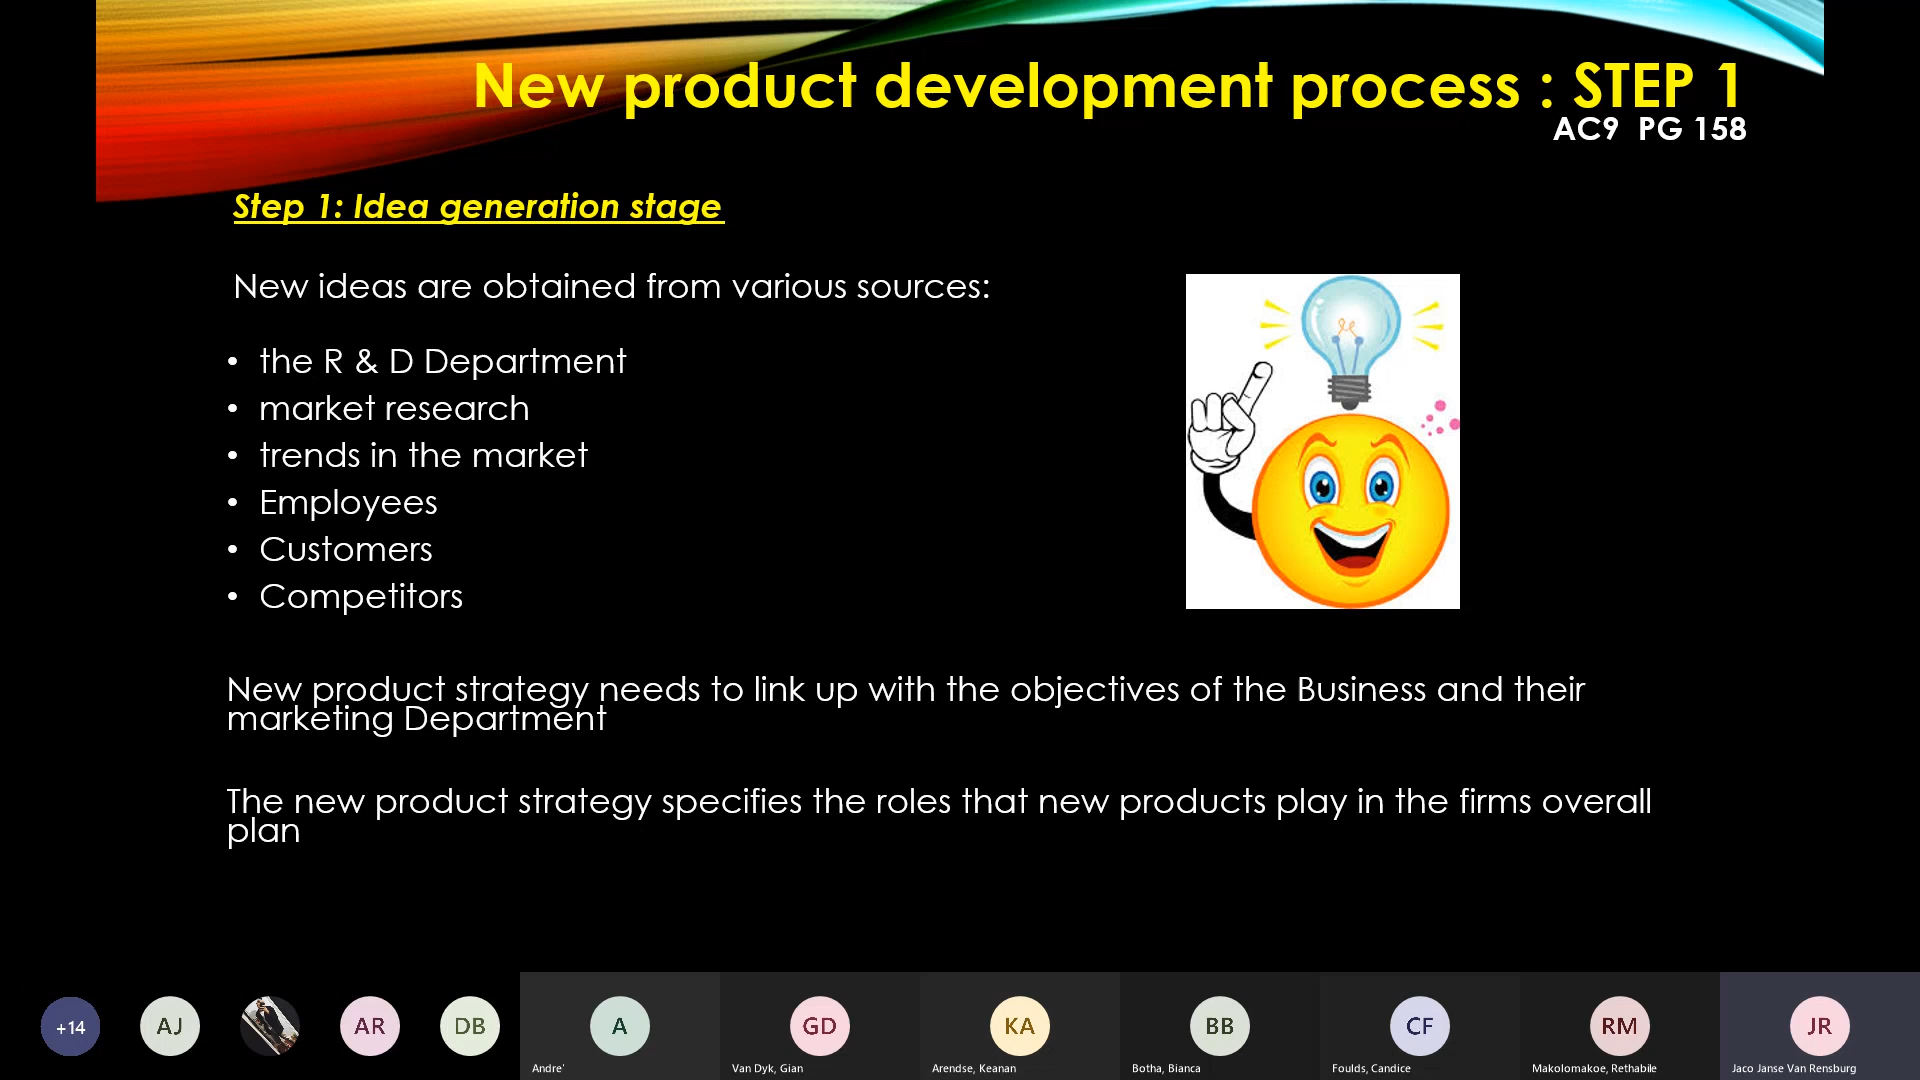 New product development process : STEP 1
AC9 PG 158
Step 1: Idea generation stage
New ideas are obtained from various sources:
• the R & D Department
• market research
• trends in the market
• Employees
• Customers
• Competitors
New product strategy needs to link up with the objectives of the Business and their
marketing Department
The new product strategy specifies the roles that new products play in the firms overall
plan
+14
AJ
AR
DB
A
GD
KA
BB
CF
RM
JR
Andre'
Van Dyk, Gian
Arendse, Keanan
Botha, Bianca
Foulds, Candice
Makolomakoe, Rethabile
Jaco Janse Van Rensburg